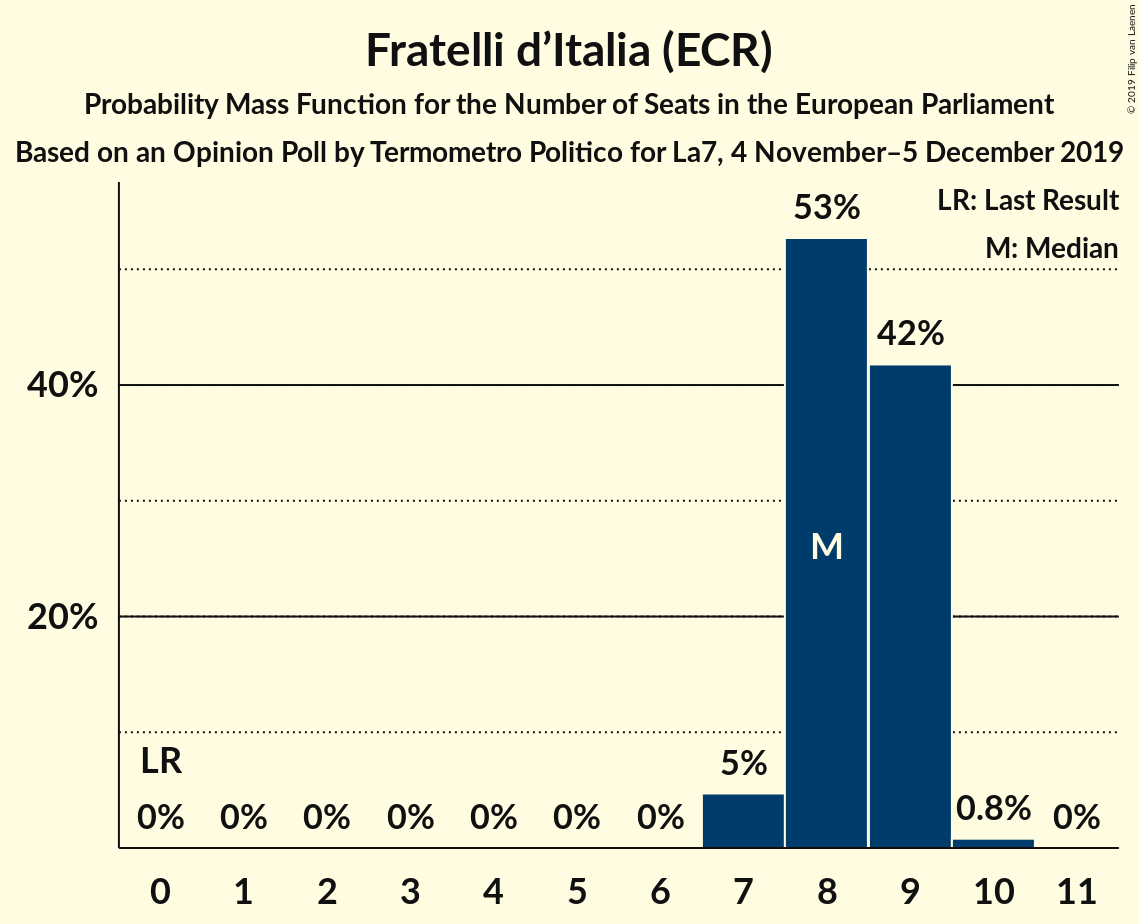 Fratelli d’Italia (ECR)
Probability Mass Function for the Number of Seats in the European Parliament
Based on an Opinion Poll by Termometro Politico for La7, 4 November–5 December 2019
© 2019 Filip van Laenen
LR: Last Result
M: Median
53%
42%
40%
M
20%
LR
5%
0% 0% 0% 0% 0% 0% 0% 0.8% 0%
0 1 2 3 4 5 6 7 8 9 10 11